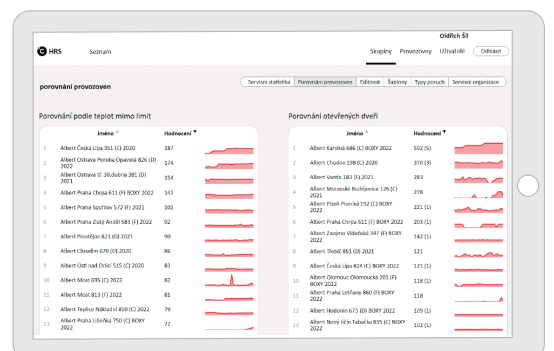 Oldřich Šíl
HRS
Seznam
Skupiny Provozovny Uživatelé Odhlásit
porovnání provozoven
Servisní statistika Porovnání provozoven Editovat Šablony Typy poruch Servisní organizace
Porovnání podle teplot mimo limit
Jméno Hodnocení
1 Albert Česká Lípa 351 (C) 2020 187
2 Albert Ostrava Poruba Opavská 826 (D) 2022 174
3 Albert Ostrava tř. 30.dubna 381 (D) 2021 154
4 Albert Praha Chrpa 611 (F) BOXY 2022 143
5 Albert Praha Spořilov 572 (F) 2021 102
6 Albert Praha Zlatý Anděl 583 (F) 2022 92
7 Albert Prostějov 821 (D) 2021 90
8 Albert Chrudim 670 (D) 2020 86
9 Albert Ústí nad Orlicí 515 (C) 2020 83
10 Albert Most 695 (C) 2022 82
11 Albert Most 813 (F) 2022 81
12 Albert Teplice Nákladní 810 (C) 2022 79
13 Albert Praha Libeňka 750 (C) BOXY 2022 72
Porovnání otevřených dveří
Jméno Hodnocení
1 Albert Karviná 686 (C) BOXY 2022 592 (5)
2 Albert Chodov 198 (C) 2020 370 (3)
3 Albert Vsetín 183 (F) 2021 283
4 Albert Moravské Budějovice 126 (C) 2021 278
5 Albert Plzeň Písecká 192 (C) BOXY 2022 221 (1)
6 Albert Praha Chrpa 611 (F) BOXY 2022 203 (1)
7 Albert Znojmo Vídeňská 347 (F) BOXY 2022 142 (1)
8 Albert Třebíč 851 (D) 2021 121
9 Albert Česká Lípa 824 (C) BOXY 2022 121 (1)
10 Albert Olomouc Olomoucká 201 (F) BOXY 2022 118 (1)
11 Albert Praha Letňany 860 (F) BOXY 2022 118
12 Albert Hodonín 673 (D) BOXY 2022 109 (1)
13 Albert Nový Jičín Tabačka 835 (C) BOXY 2022 102 (1)